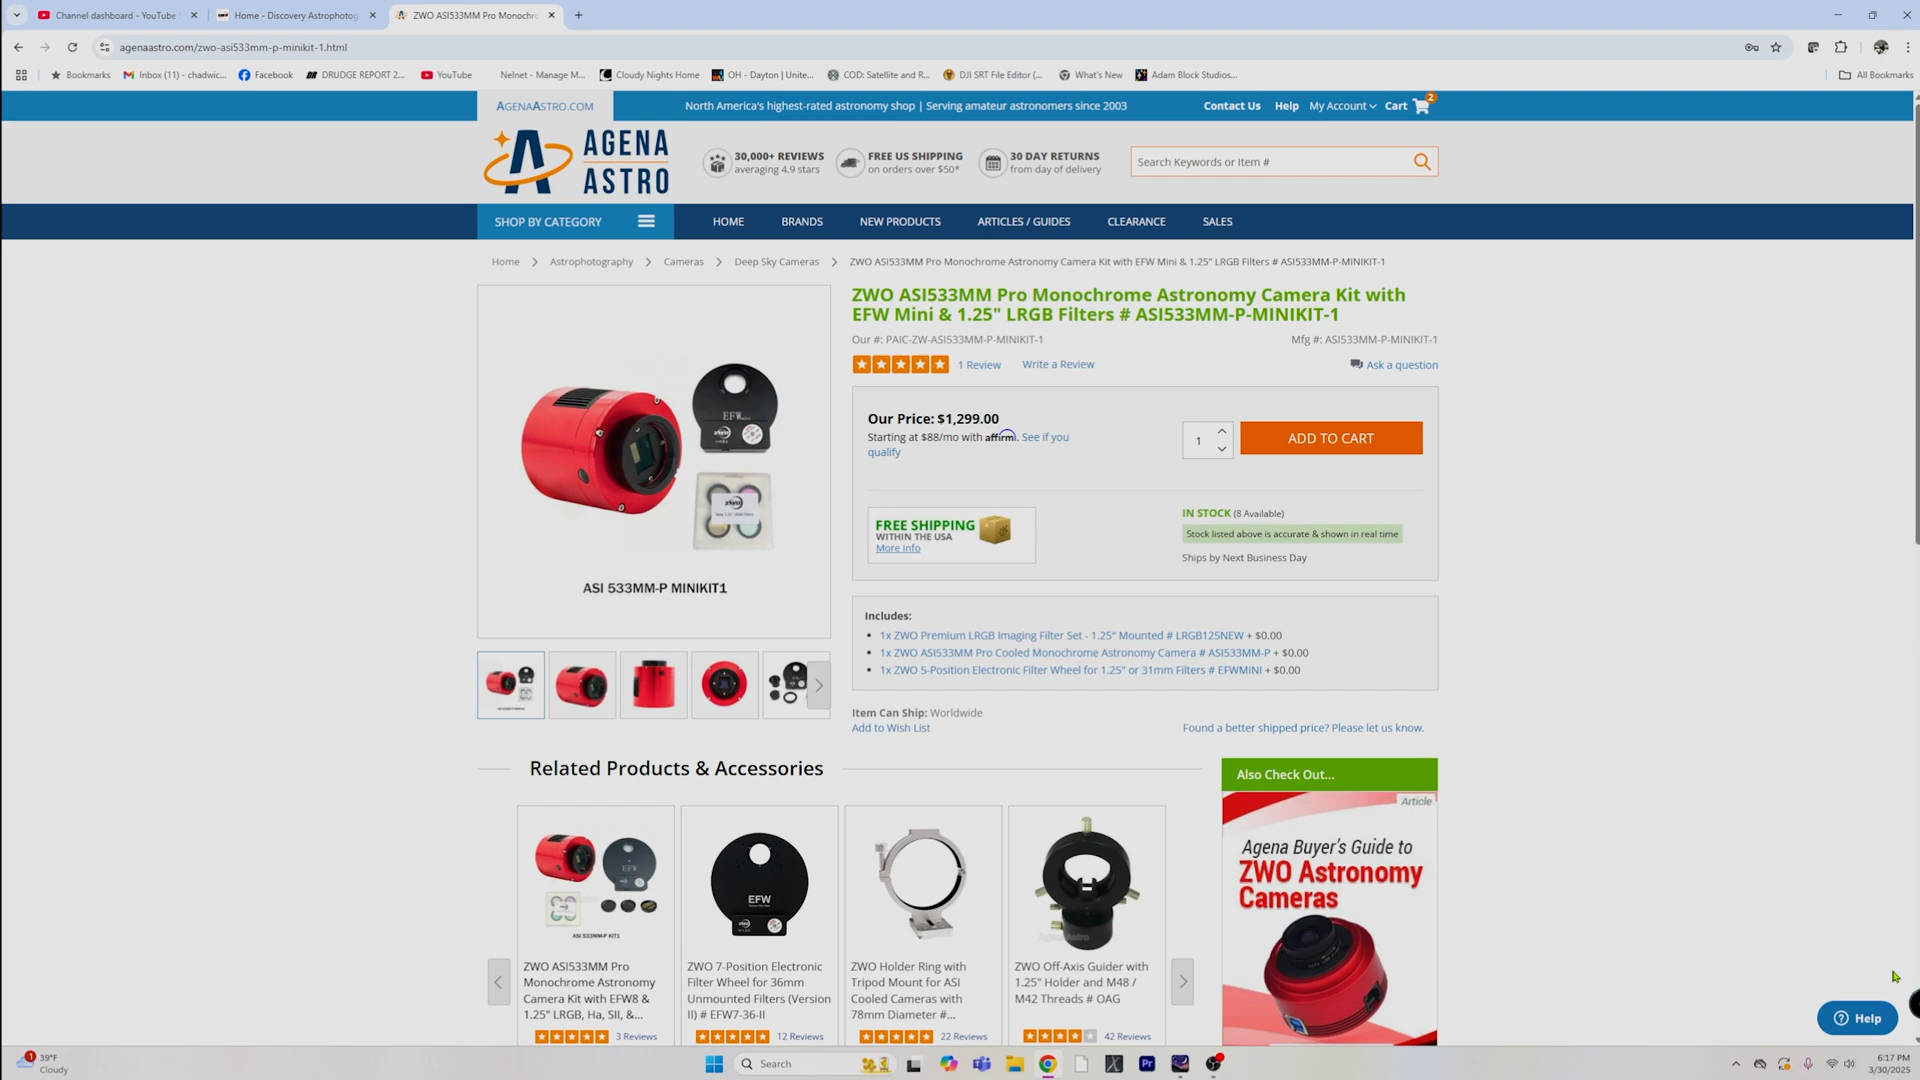 Channel dashboard - YouTube
Home - Discovery Astrophotog
ZWO ASI533MM Pro Monochro
agenaastro.com/zwo-asi533mm-p-minikit-1.html
Bookmarks
Inbox (11) - chadwic...
Facebook
DRUDGE REPORT 2...
YouTube
Nelnet - Manage M...
Cloudy Nights Home
OH - Dayton | Unite...
COD: Satellite and R...
DJI SRT File Editor (...
What's New
Adam Block Studios...
All Bookmarks
AGENAASTRO.COM
North America's highest-rated astronomy shop | Serving amateur astronomers since 2003
Contact Us
Help
My Account
Cart
2
AGENA
ASTRO
30,000+ REVIEWS
averaging 4.9 stars
FREE US SHIPPING
on orders over $50*
30 DAY RETURNS
from day of delivery
Search Keywords or Item #
SHOP BY CATEGORY
HOME
BRANDS
NEW PRODUCTS
ARTICLES / GUIDES
CLEARANCE
SALES
Home
Astrophotography
Cameras
Deep Sky Cameras
ZWO ASI533MM Pro Monochrome Astronomy Camera Kit with EFW Mini & 1.25" LRGB Filters # ASI533MM-P-MINIKIT-1
ZWO ASI533MM Pro Monochrome Astronomy Camera Kit with
EFW Mini & 1.25" LRGB Filters # ASI533MM-P-MINIKIT-1
Our #: PAIC-ZW-ASI533MM-P-MINIKIT-1
Mfg #: ASI533MM-P-MINIKIT-1
1 Review
Write a Review
Ask a question
Our Price: $1,299.00
Starting at $88/mo with affirm. See if you
qualify
1
ADD TO CART
FREE SHIPPING
WITHIN THE USA
More Info
IN STOCK (8 Available)
Stock listed above is accurate & shown in real time
Ships by Next Business Day
EFW
ZWO
ASI 533MM-P MINIKIT1
Includes:
• 1x ZWO Premium LRGB Imaging Filter Set - 1.25" Mounted # LRGB125NEW + $0.00
• 1x ZWO ASI533MM Pro Cooled Monochrome Astronomy Camera # ASI533MM-P + $0.00
• 1x ZWO 5-Position Electronic Filter Wheel for 1.25" or 31mm Filters # EFWMINI + $0.00
Item Can Ship: Worldwide
Add to Wish List
Found a better shipped price? Please let us know.
Related Products & Accessories
Also Check Out...
Article
Agena Buyer's Guide to
ZWO Astronomy
Cameras
EFW
ASI 533MM-P KIT1
EFW
ZWO ASI533MM Pro
Monochrome Astronomy
Camera Kit with EFW8 &
1.25" LRGB, Ha, SII, &...
3 Reviews
ZWO 7-Position Electronic
Filter Wheel for 36mm
Unmounted Filters (Version
II) # EFW7-36-II
12 Reviews
ZWO Holder Ring with
Tripod Mount for ASI
Cooled Cameras with
78mm Diameter #...
22 Reviews
ZWO Off-Axis Guider with
1.25" Holder and M48 /
M42 Threads # OAG
42 Reviews
Help
1
39°F
Cloudy
Search
Pr
6:17 PM
3/30/2025